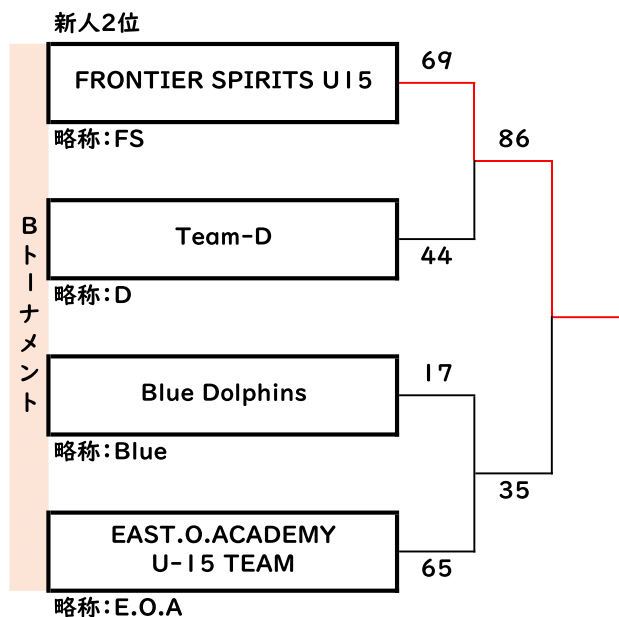 新人2位
FRONTIER SPIRITS U15
69
略称:FS
86
Bトーナメント
Team-D
44
略称:D
Blue Dolphins
17
略称:Blue
35
EAST.O.ACADEMY
U-15 TEAM
65
略称:E.O.A